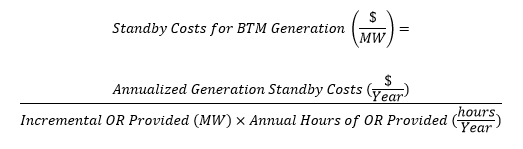 Standby Costs for BTM Generation ($/MW) =
Annualized Generation Standby Costs ($/Year)
Incremental OR Provided (MW) × Annual Hours of OR Provided (hours/Year)